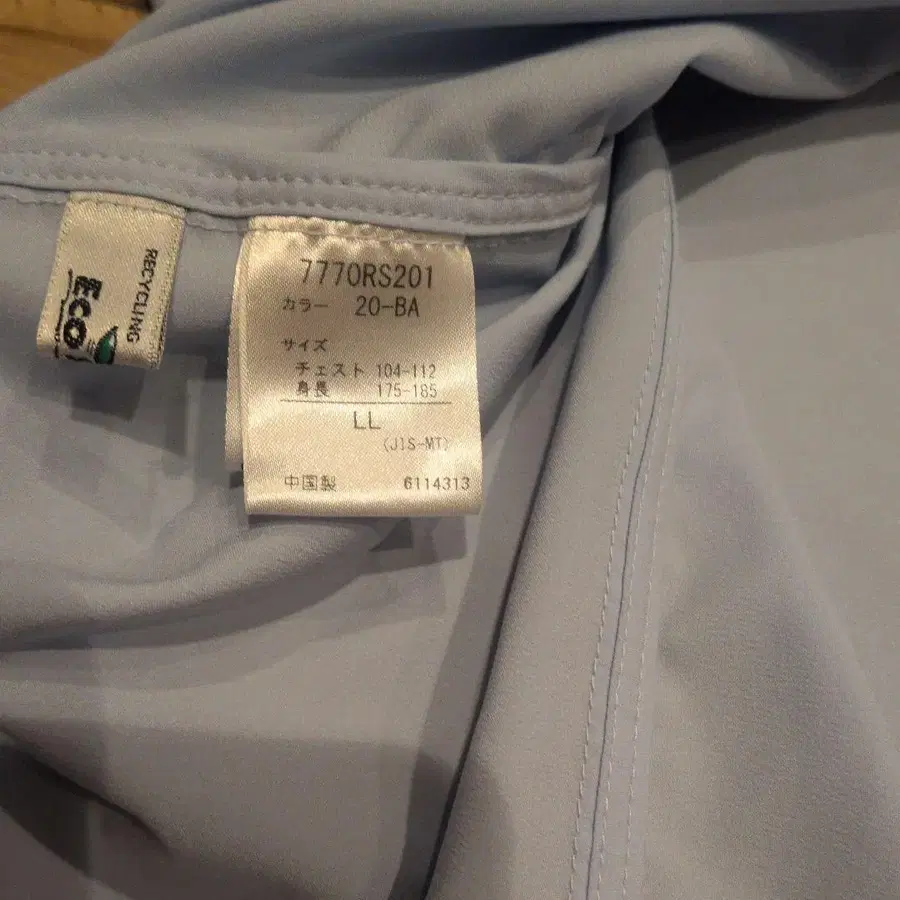 RECYCLING
ECO
7770RS201
カラー 20-BA
サイズ
チェスト 104-112
身長 175-185
LL
(JIS-MT)
中国製 6114313